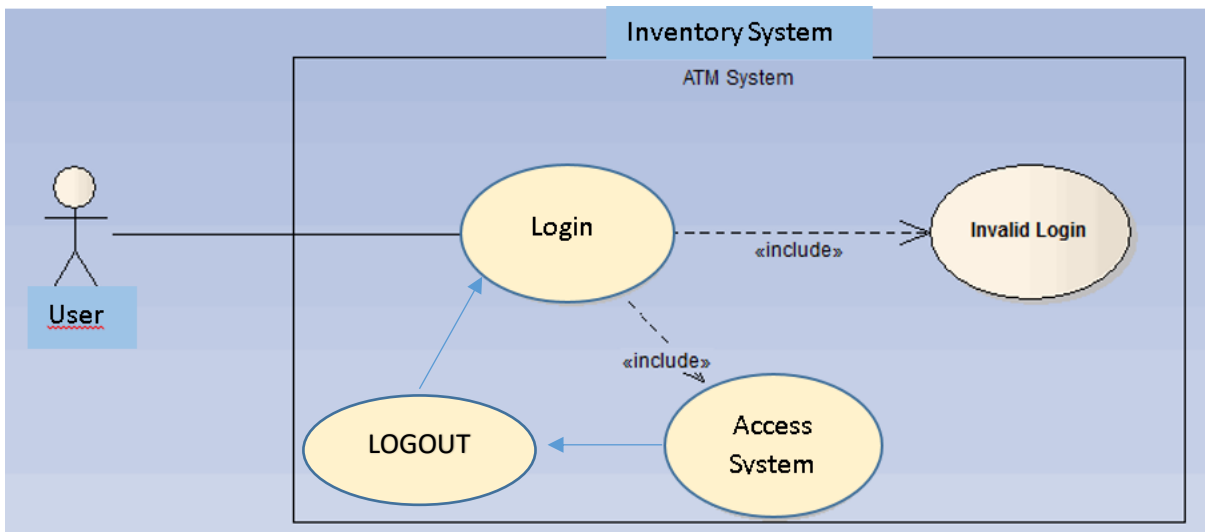 Inventory System
ATM System
Login
«include»
Invalid Login
User
«include»
LOGOUT
Access
System